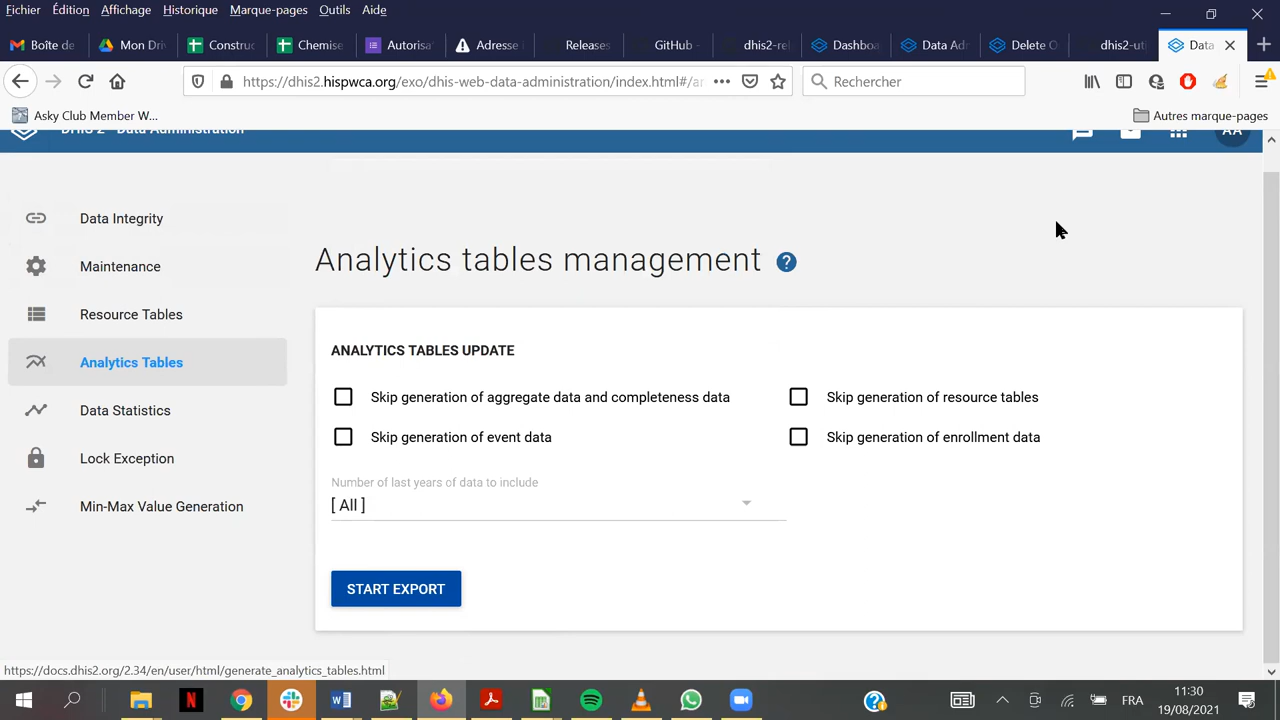 Fichier Édition Affichage Historique Marque-pages Outils Aide
Boîte de Mon Dri Construc Chemise Autorisa Adresse Releases GitHub - dhis2-rel Dashboa Data Adm Delete O dhis2-ut Data
https://dhis2.hispwca.org/exo/dhis-web-data-administration/index.html#/ar Rechercher
Asky Club Member W... Autres marque-pages
DHIS 2 - Data Administration AA
Data Integrity
Maintenance
Resource Tables
Analytics Tables
Data Statistics
Lock Exception
Min-Max Value Generation
Analytics tables management ?
ANALYTICS TABLES UPDATE
Skip generation of aggregate data and completeness data Skip generation of resource tables
Skip generation of event data Skip generation of enrollment data
Number of last years of data to include
[ All ]
START EXPORT
https://docs.dhis2.org/2.34/en/user/html/generate_analytics_tables.html
FRA
11:30
19/08/2021